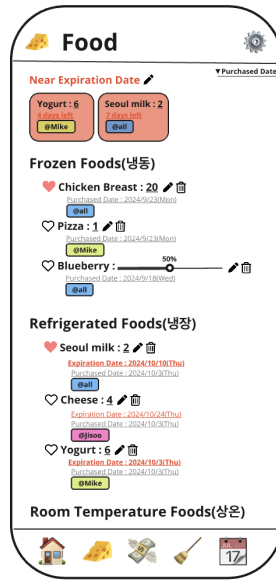 Food
▼Purchased Date
Near Expiration Date
Yogurt : 6
4 days left
@Mike
Seoul milk : 2
7 days left
@all
Frozen Foods(냉동)
Chicken Breast : 20
Purchased Date : 2024/9/23(Mon)
@all
Pizza : 1
Purchased Date : 2024/9/23(Mon)
@Mike
50%
Blueberry :
Purchased Date : 2024/9/18(Wed)
@all
Refrigerated Foods(냉장)
Seoul milk : 2
Expiration Date : 2024/10/10(Thu)
Purchased Date : 2024/10/3(Thu)
@all
Cheese : 4
Expiration Date : 2024/10/24(Thu)
Purchased Date : 2024/10/3(Thu)
@Jisoo
Yogurt : 6
Expiration Date : 2024/10/3(Thu)
Purchased Date : 2024/10/3(Thu)
@Mike
Room Temperature Foods(상온)
17